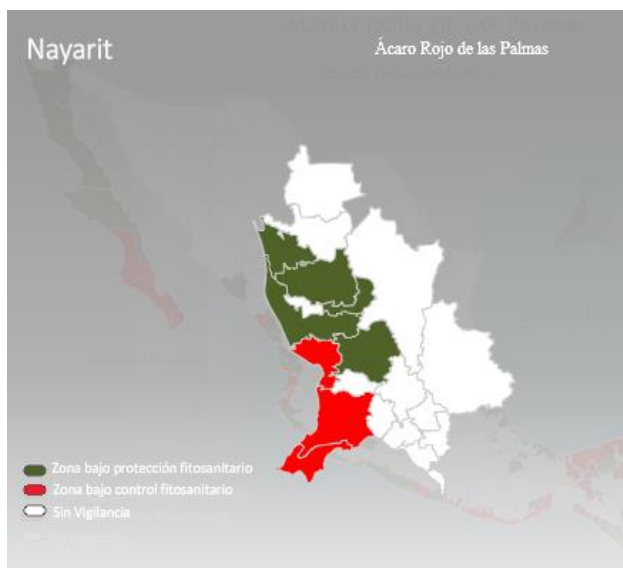 Nayarit
Ácaro Rojo de las Palmas
Zona bajo protección fitosanitario
Zona bajo control fitosanitario
Sin Vigilancia